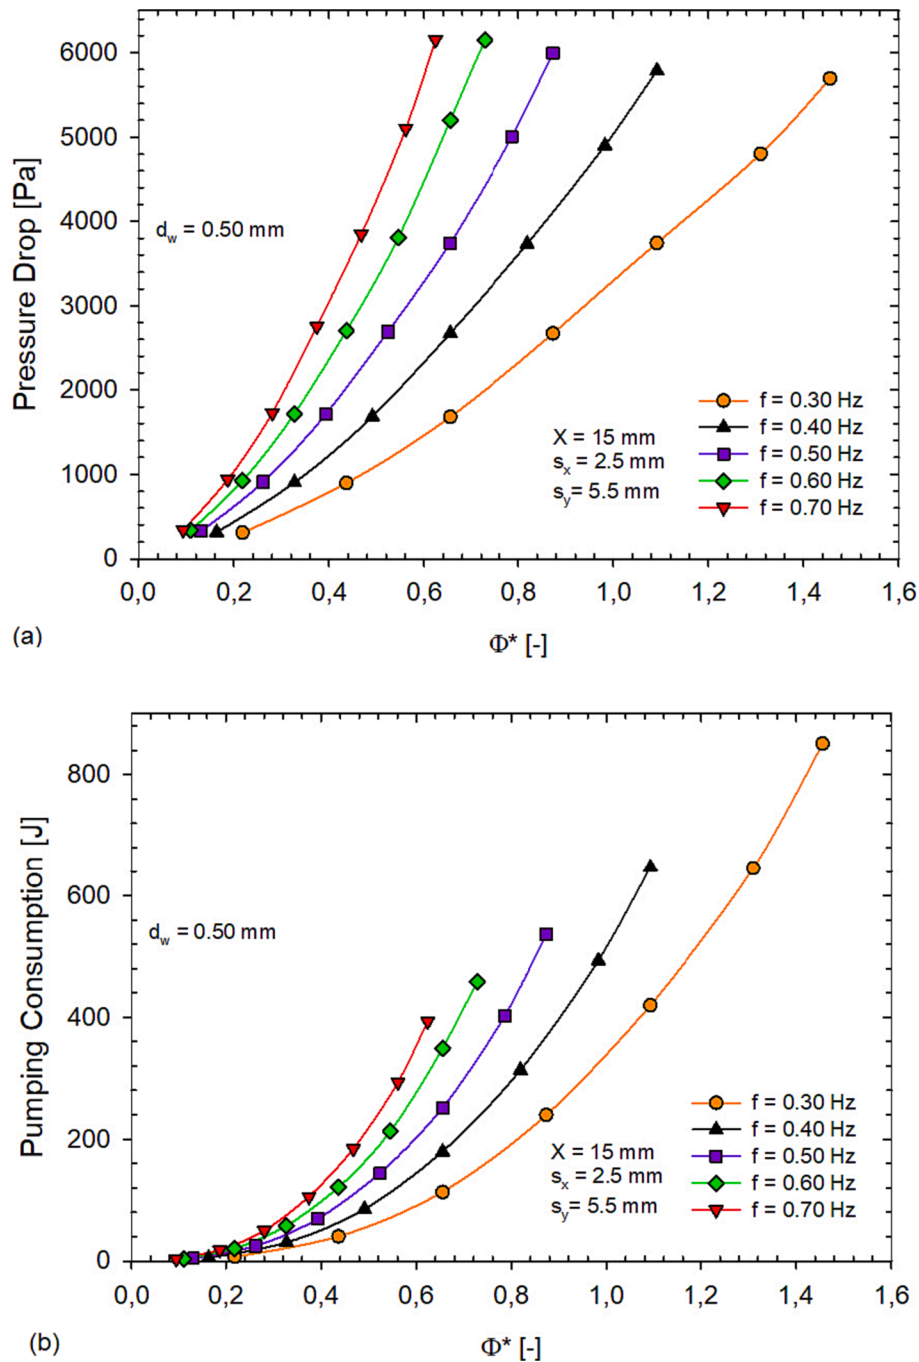 6000
5000
4000
3000
2000
1000
0
Pressure Drop [Pa]
d_w = 0.50 mm
X = 15 mm
s_x = 2.5 mm
s_y= 5.5 mm
f = 0.30 Hz
f = 0.40 Hz
f = 0.50 Hz
f = 0.60 Hz
f = 0.70 Hz
0,0 0,2 0,4 0,6 0,8 1,0 1,2 1,4 1,6
(a)
Φ* [-]
800
600
400
200
0
Pumping Consumption [J]
d_w = 0.50 mm
X = 15 mm
s_x = 2.5 mm
s_y= 5.5 mm
f = 0.30 Hz
f = 0.40 Hz
f = 0.50 Hz
f = 0.60 Hz
f = 0.70 Hz
0,0 0,2 0,4 0,6 0,8 1,0 1,2 1,4 1,6
(b)
Φ* [-]